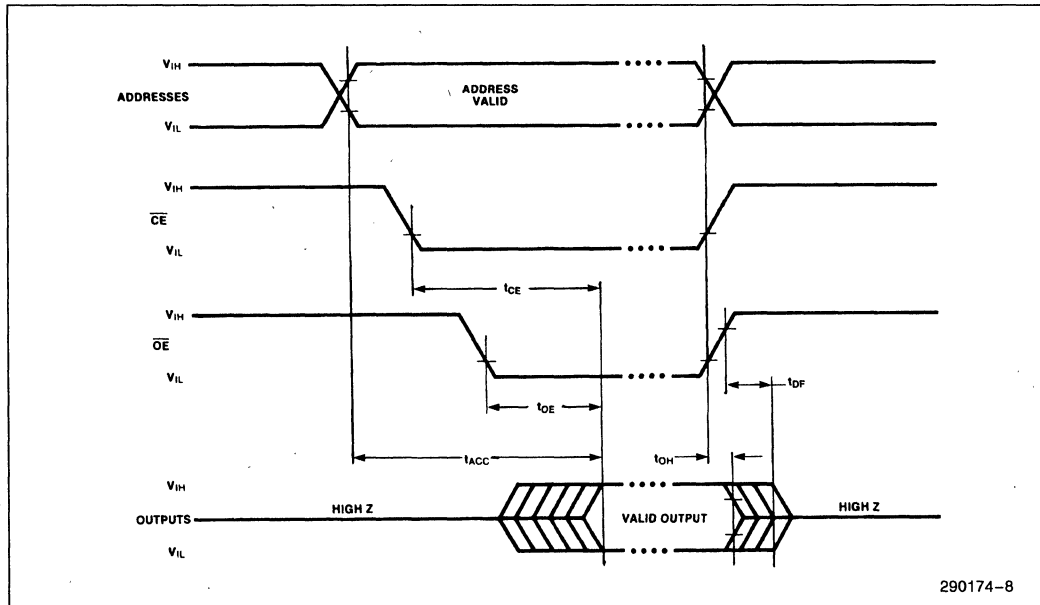 VIH
ADDRESSES
ADDRESS
VALID
VIL
VIH
CE
VIL
tCE
VIH
OE
VIL
tDF
tOE
tACC
tOH
VIH
HIGH Z
OUTPUTS
VALID OUTPUT
HIGH Z
VIL
290174-8